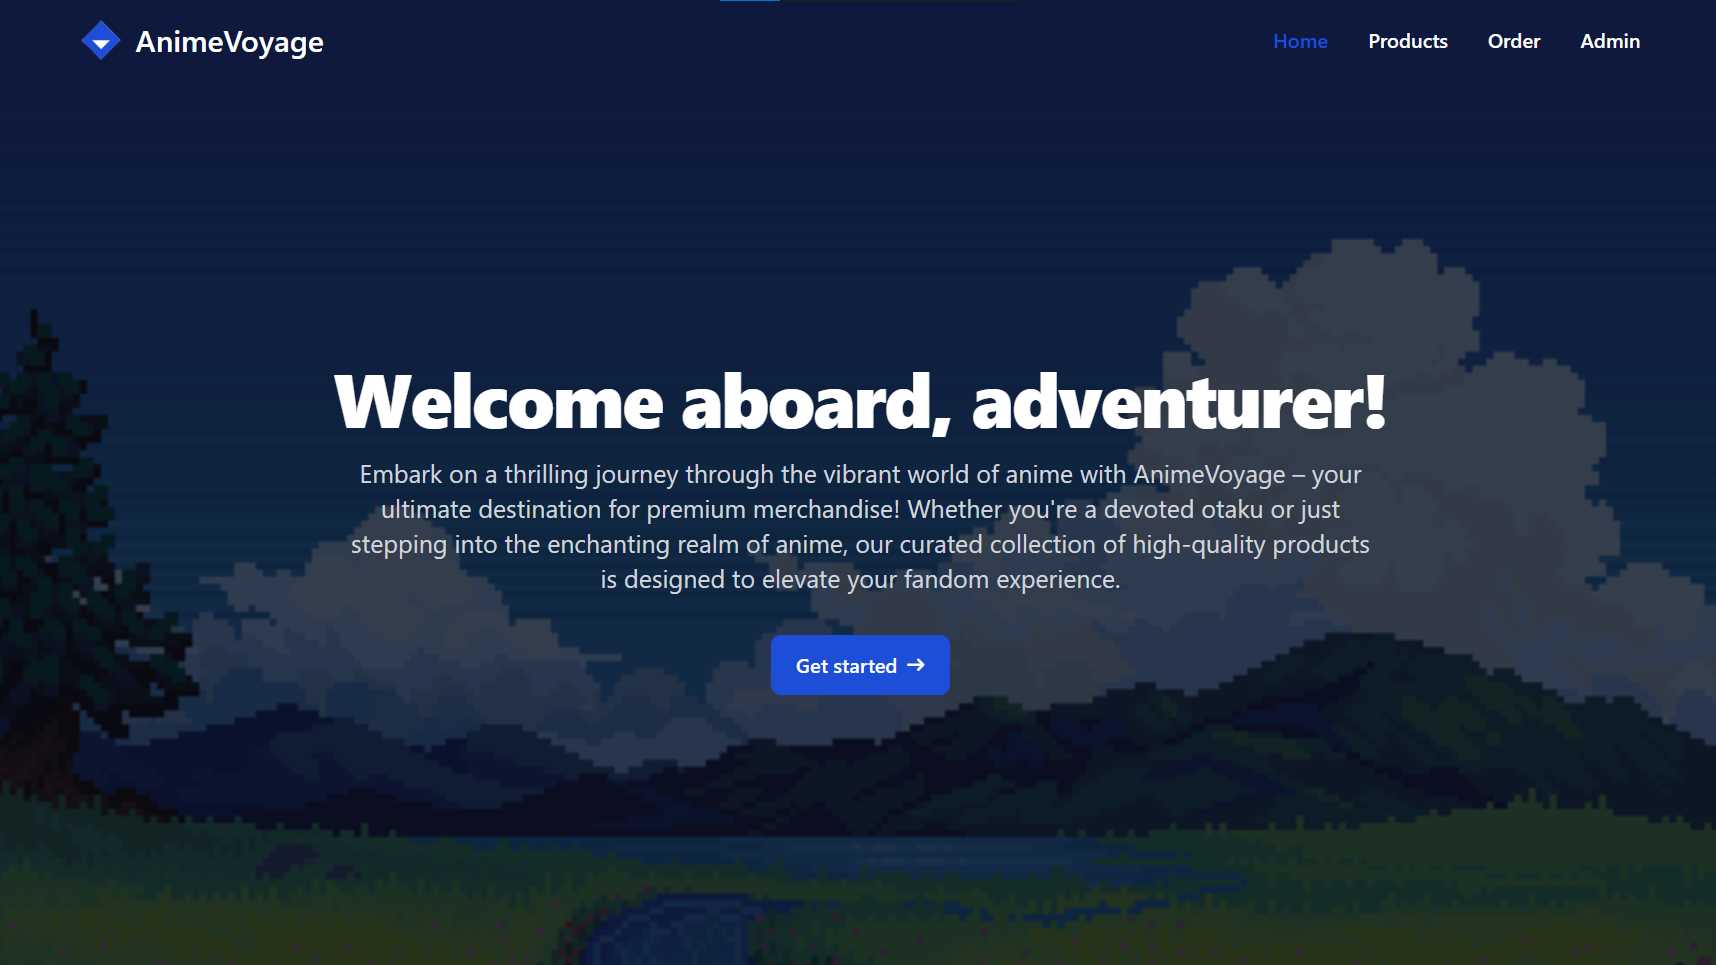 AnimeVoyage
Home Products Order Admin
Welcome aboard, adventurer!
Embark on a thrilling journey through the vibrant world of anime with AnimeVoyage – your
ultimate destination for premium merchandise! Whether you're a devoted otaku or just
stepping into the enchanting realm of anime, our curated collection of high-quality products
is designed to elevate your fandom experience.
Get started →